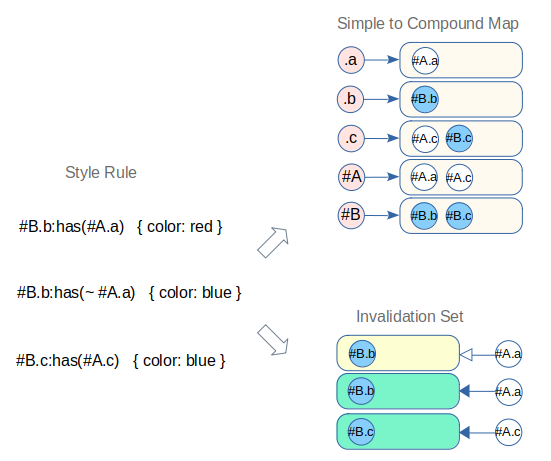 Simple to Compound Map
.a
#A.a
.b
#B.b
.c
#A.c
#B.c
#A
#A.a
#A.c
#B
#B.b
#B.c
Style Rule
#B.b:has(#A.a) { color: red }
#B.b:has(~ #A.a) { color: blue }
#B.c:has(#A.c) { color: blue }
Invalidation Set
#B.b
#A.a
#B.b
#A.a
#B.c
#A.c